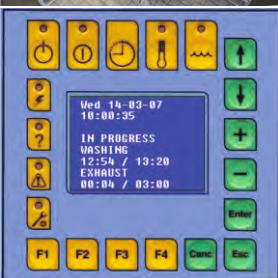 Wed 14-03-07
10:00:35
IN PROGRESS
WASHING
12:54 / 13:20
EXHAUST
00:04 / 03:00
?
+
-
Enter
F1 F2 F3 F4 Canc Esc